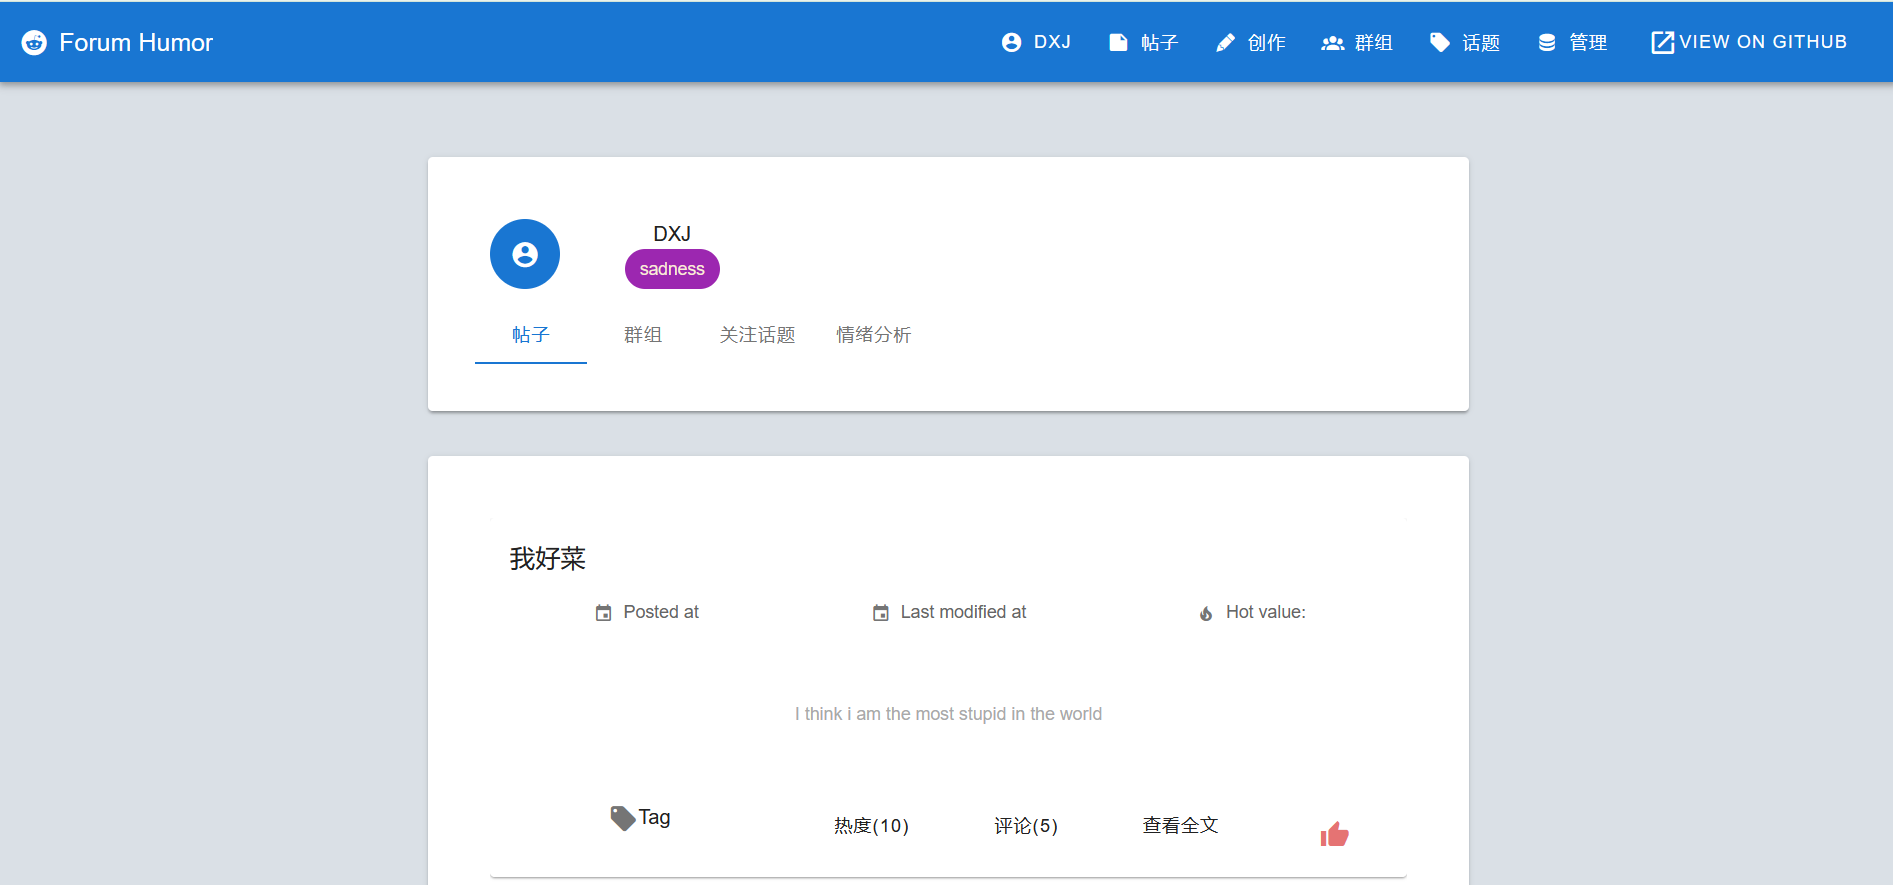 Forum Humor
DXJ 帖子 创作 群组 话题 管理 VIEW ON GITHUB
DXJ
sadness
帖子 群组 关注话题 情绪分析
我好菜
Posted at Last modified at Hot value:
I think i am the most stupid in the world
Tag 热度(10) 评论(5) 查看全文